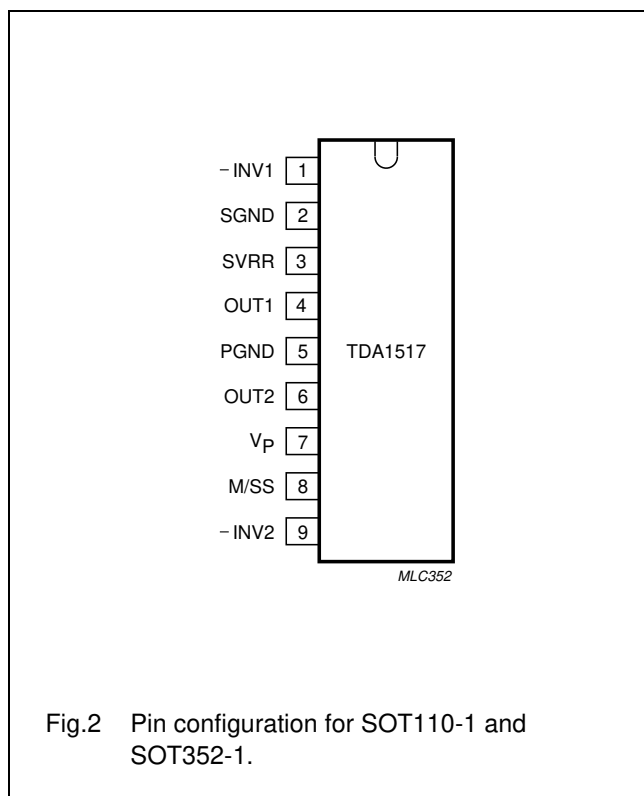 −INV1 1
SGND 2
SVRR 3
OUT1 4
PGND 5
OUT2 6
VP 7
M/SS 8
−INV2 9
TDA1517
MLC352
Fig.2 Pin configuration for SOT110-1 and
SOT352-1.